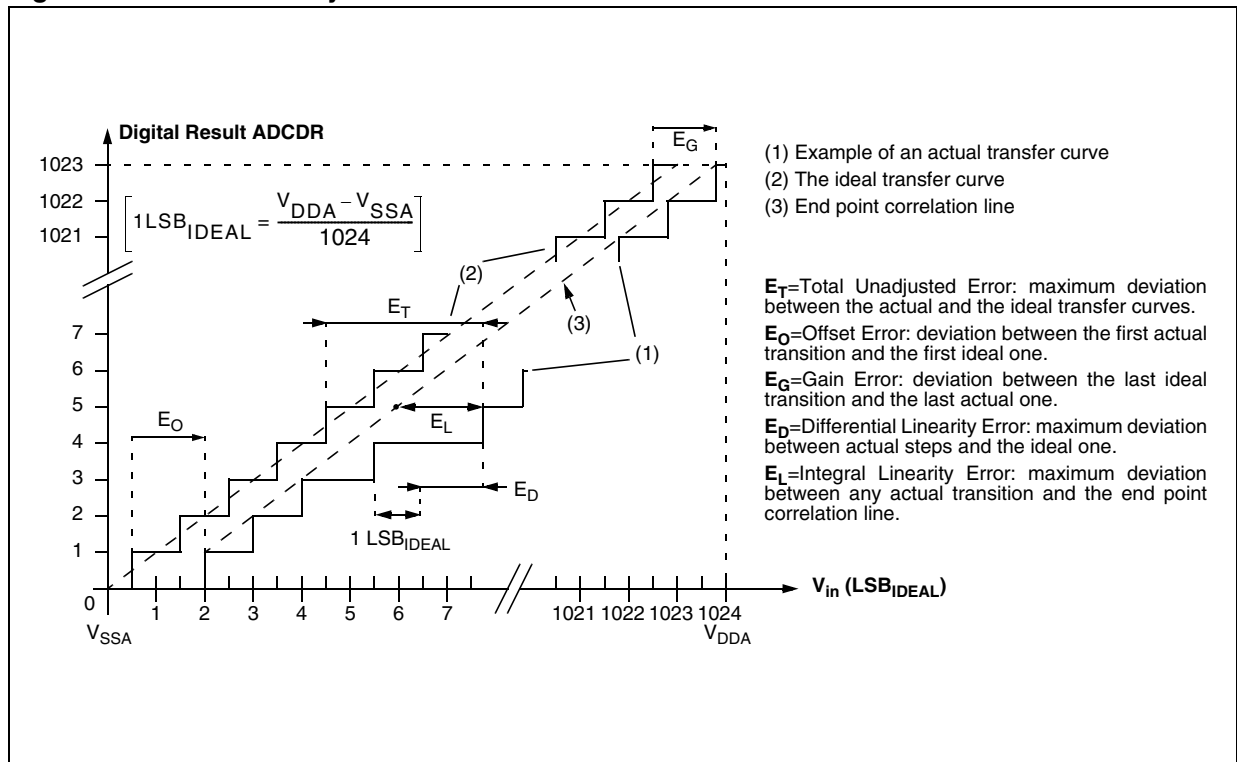 Digital Result ADCDR
1023
1022
1021
7
6
5
4
3
2
1
0
[1LSB_IDEAL = (V_DDA − V_SSA) / 1024]
E_G
(2)
E_T
(3)
(1)
E_O
E_L
E_D
1 LSB_IDEAL
1 2 3 4 5 6 7 1021 1022 1023 1024
V_SSA
V_DDA
V_in (LSB_IDEAL)
(1) Example of an actual transfer curve
(2) The ideal transfer curve
(3) End point correlation line
E_T=Total Unadjusted Error: maximum deviation
between the actual and the ideal transfer curves.
E_O=Offset Error: deviation between the first actual
transition and the first ideal one.
E_G=Gain Error: deviation between the last ideal
transition and the last actual one.
E_D=Differential Linearity Error: maximum deviation
between actual steps and the ideal one.
E_L=Integral Linearity Error: maximum deviation
between any actual transition and the end point
correlation line.